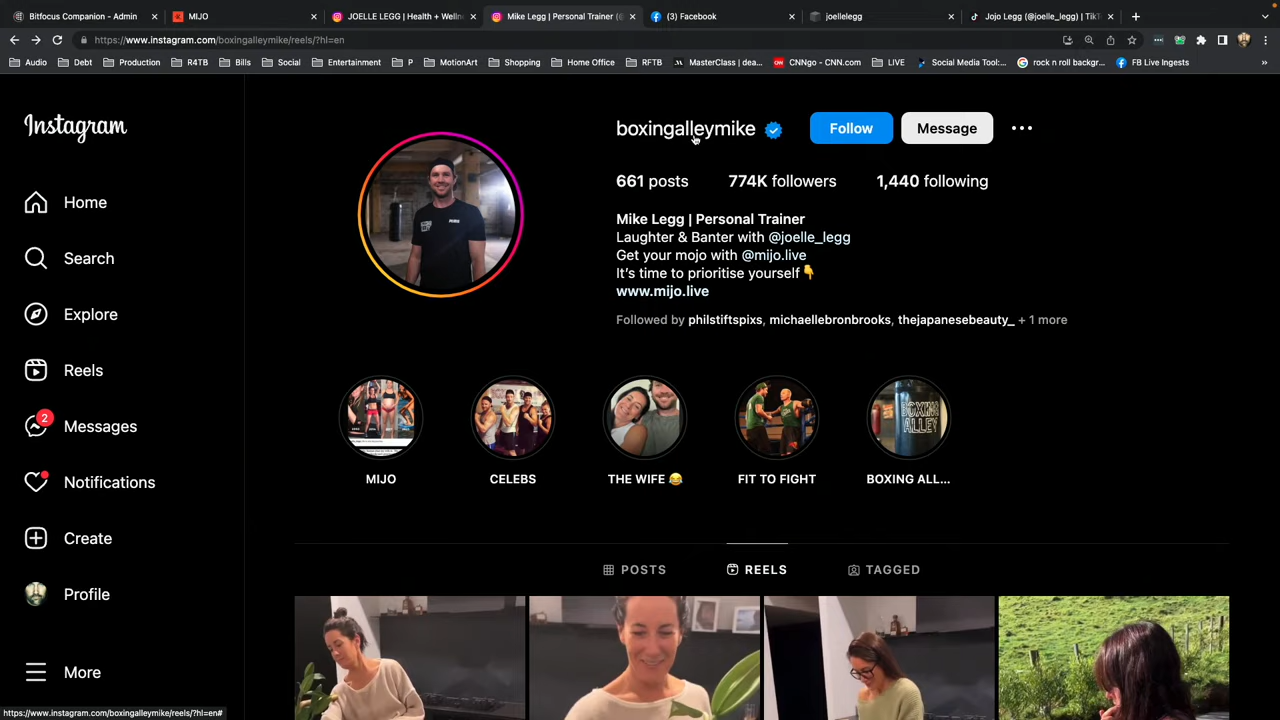 Bitfocus Companion - Admin
MIJO
JOELLE LEGG | Health + Wellne
Mike Legg | Personal Trainer (@
(3) Facebook
joellelegg
Jojo Legg (@joelle_legg) | TikT
https://www.instagram.com/boxingalleymike/reels/?hl=en
Audio
Debt
Production
R4TB
Bills
Social
Entertainment
P
MotionArt
Shopping
Home Office
RFTB
MasterClass | dea...
CNNgo - CNN.com
LIVE
Social Media Tool:...
rock n roll backgr...
FB Live Ingests
Instagram
Home
Search
Explore
Reels
2
Messages
Notifications
Create
Profile
More
boxingalleymike
Follow
Message
661 posts
774K followers
1,440 following
Mike Legg | Personal Trainer
Laughter & Banter with @joelle_legg
Get your mojo with @mijo.live
It's time to prioritise yourself👇
www.mijo.live
Followed by philstiftspixs, michaellebronbrooks, thejapanesebeauty_ + 1 more
BOXING
ALLEY
MIJO
CELEBS
THE WIFE 😂
FIT TO FIGHT
BOXING ALL...
POSTS
REELS
TAGGED
https://www.instagram.com/boxingalleymike/reels/?hl=en#